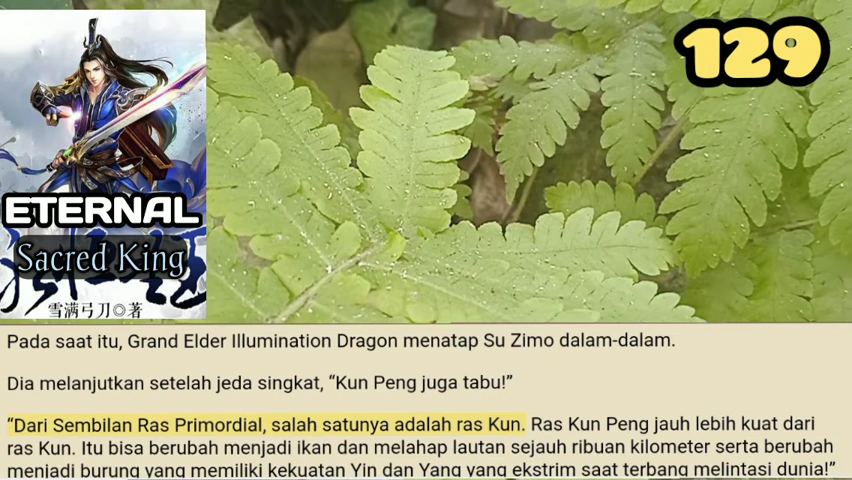 129
ETERNAL
Sacred King
雪满弓刀◎著
Pada saat itu, Grand Elder Illumination Dragon menatap Su Zimo dalam-dalam.
Dia melanjutkan setelah jeda singkat, “Kun Peng juga tabu!”
“Dari Sembilan Ras Primordial, salah satunya adalah ras Kun. Ras Kun Peng jauh lebih kuat dari
ras Kun. Itu bisa berubah menjadi ikan dan melahap lautan sejauh ribuan kilometer serta berubah
menjadi burung yang memiliki kekuatan Yin dan Yang yang ekstrim saat terbang melintasi dunia!”